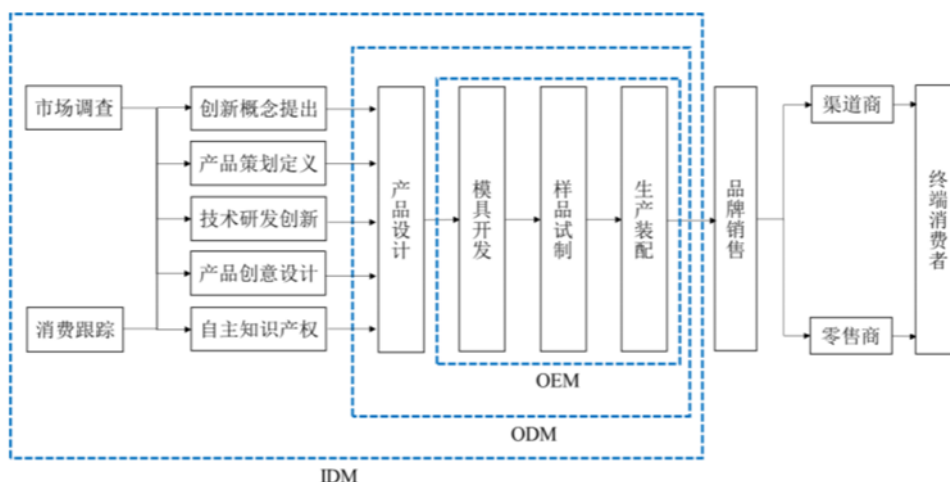 市场调查
消费跟踪
创新概念提出
产品策划定义
技术研发创新
产品创意设计
自主知识产权
产品设计
模具开发
样品试制
生产装配
品牌销售
渠道商
零售商
终端消费者
OEM
ODM
IDM